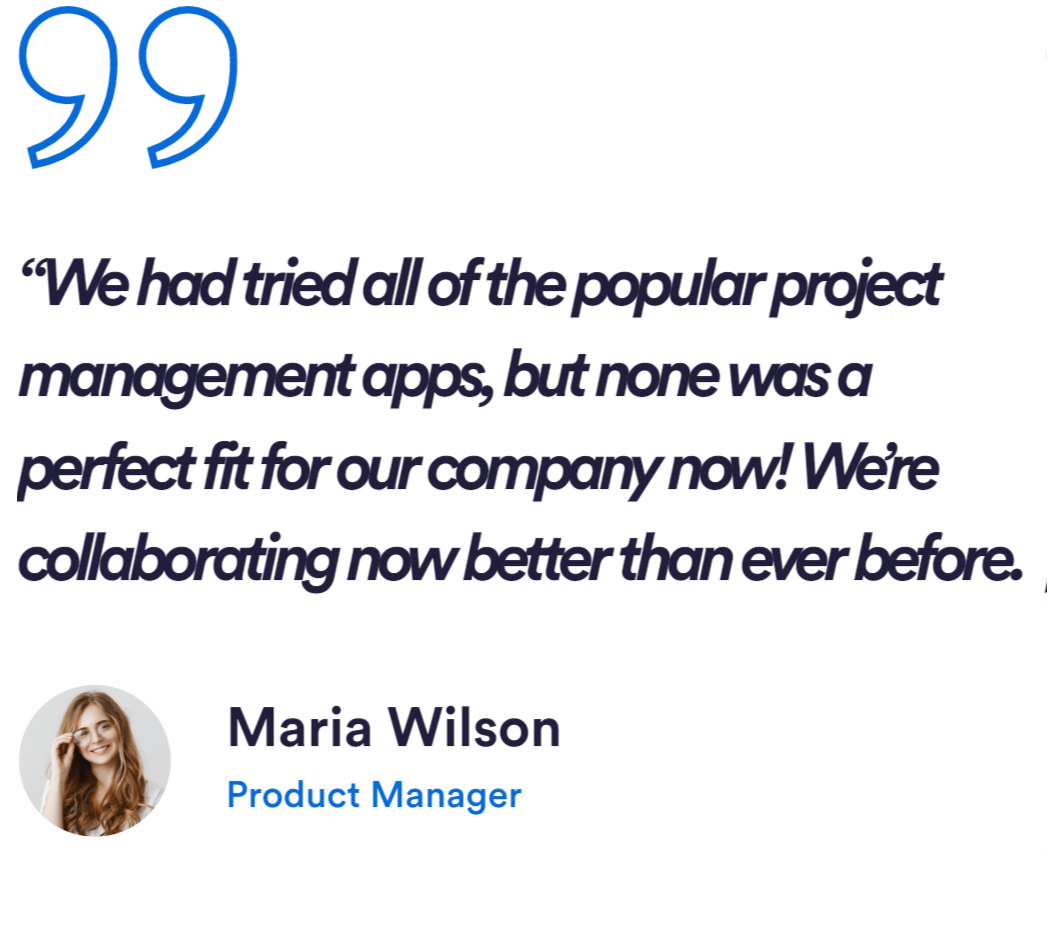 “We had tried all of the popular project
management apps, but none was a
perfect fit for our company now! We’re
collaborating now better than ever before.
Maria Wilson
Product Manager